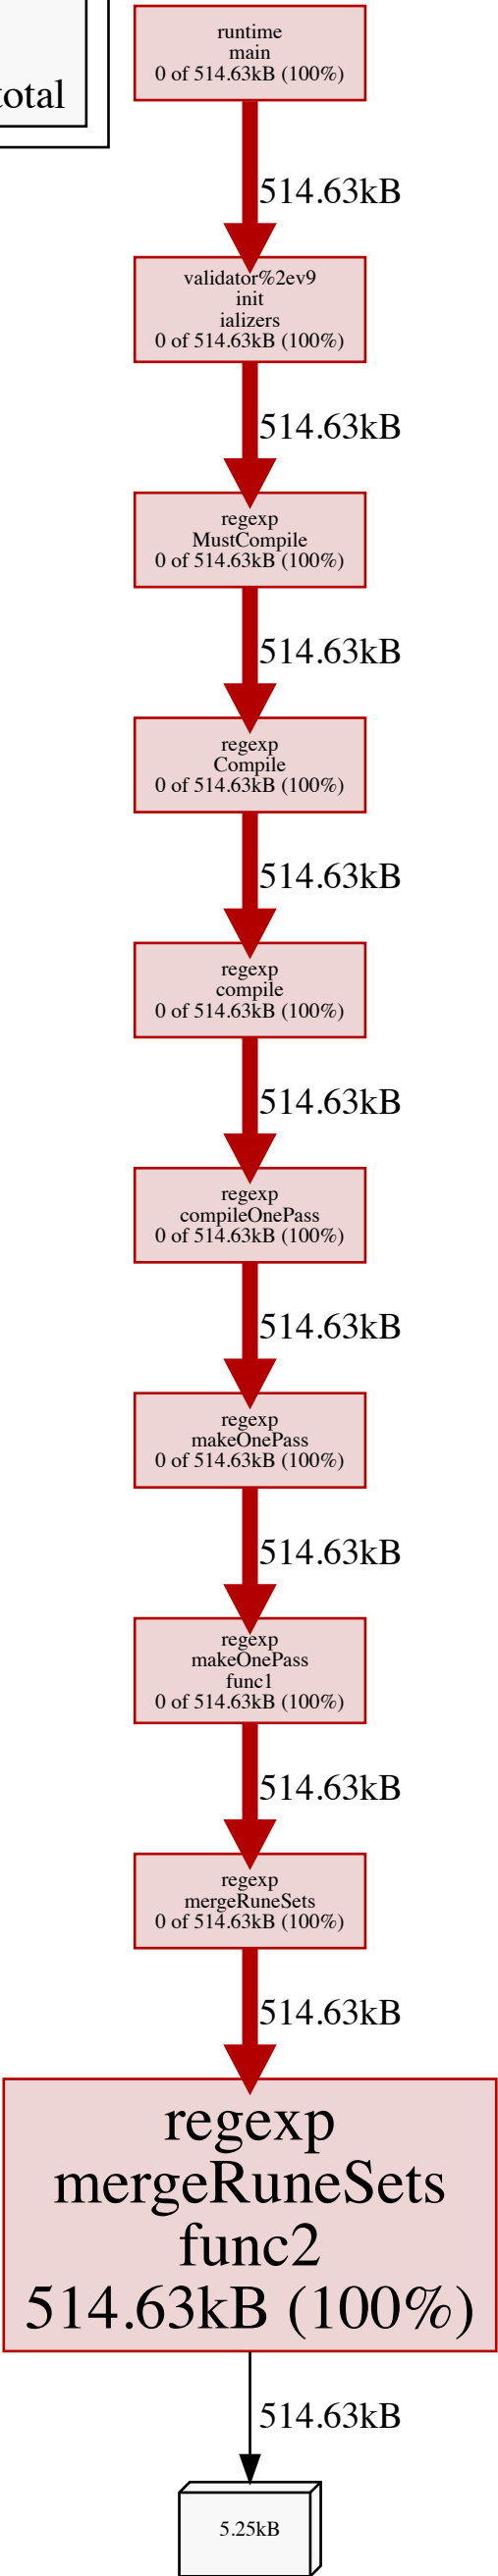 runtime
main
0 of 514.63kB (100%)
total
514.63kB
validator%2ev9
init
ializers
0 of 514.63kB (100%)
514.63kB
regexp
MustCompile
0 of 514.63kB (100%)
514.63kB
regexp
Compile
0 of 514.63kB (100%)
514.63kB
regexp
compile
0 of 514.63kB (100%)
514.63kB
regexp
compileOnePass
0 of 514.63kB (100%)
514.63kB
regexp
makeOnePass
0 of 514.63kB (100%)
514.63kB
regexp
makeOnePass
func1
0 of 514.63kB (100%)
514.63kB
regexp
mergeRuneSets
0 of 514.63kB (100%)
514.63kB
regexp
mergeRuneSets
func2
514.63kB (100%)
514.63kB
5.25kB